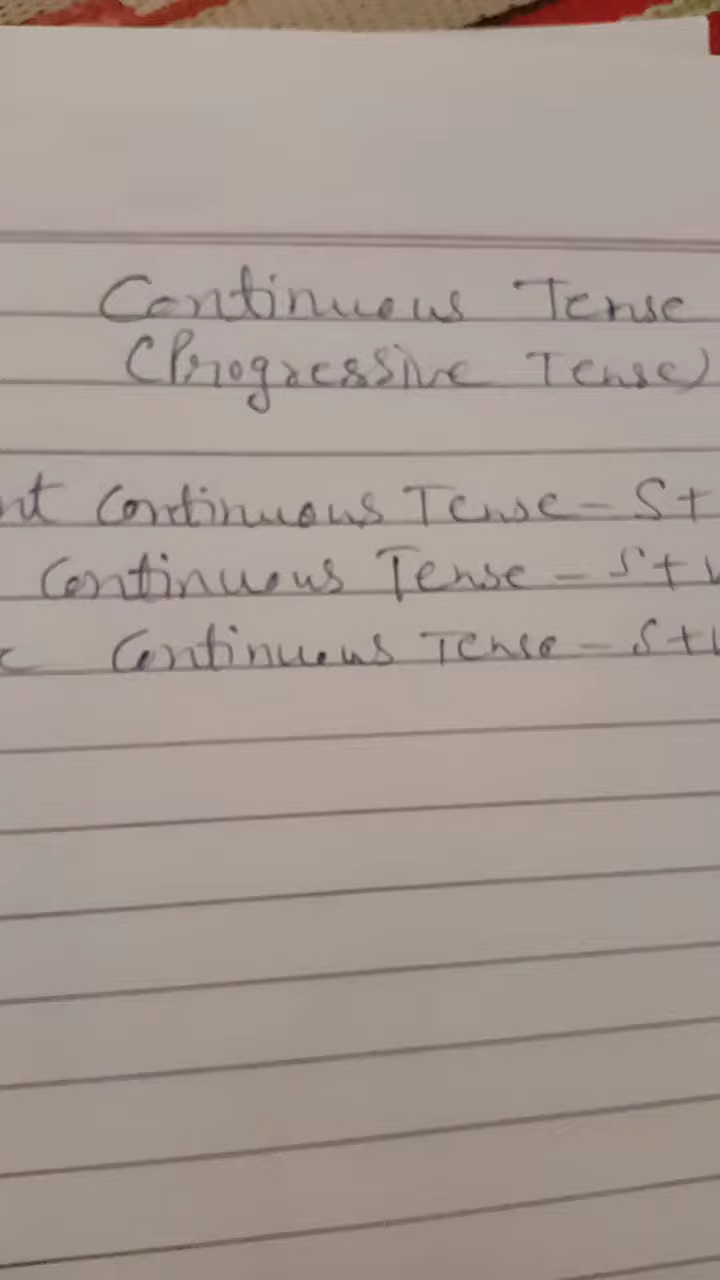 Continuous Tense
(Progressive Tense)
nt Continuous Tense - S+
Continuous Tense - S+
Continuous Tense - S+